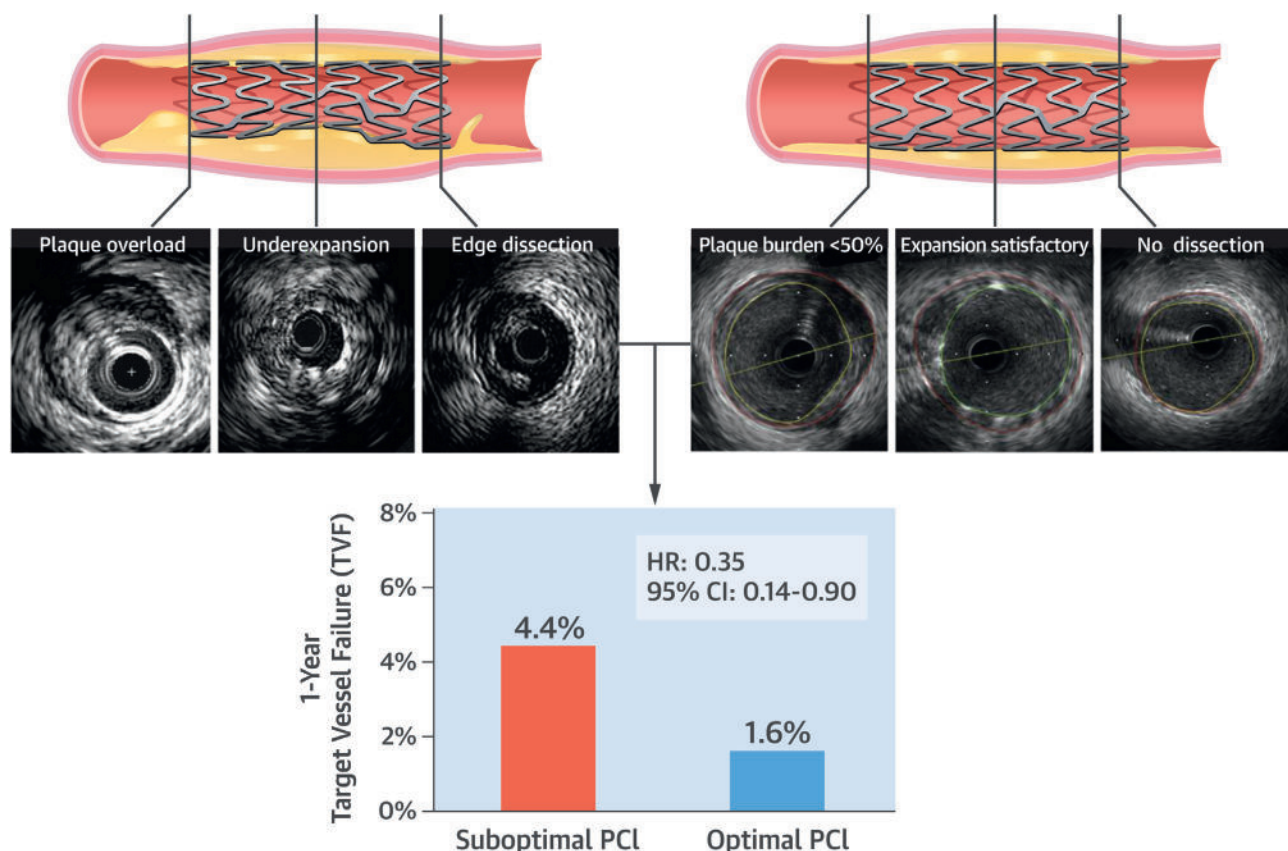 Plaque overload
Underexpansion
Edge dissection
Plaque burden <50%
Expansion satisfactory
No dissection
1-Year
Target Vessel Failure (TVF)
8%
6%
4%
2%
0%
HR: 0.35
95% CI: 0.14-0.90
4.4%
1.6%
Suboptimal PCI
Optimal PCI